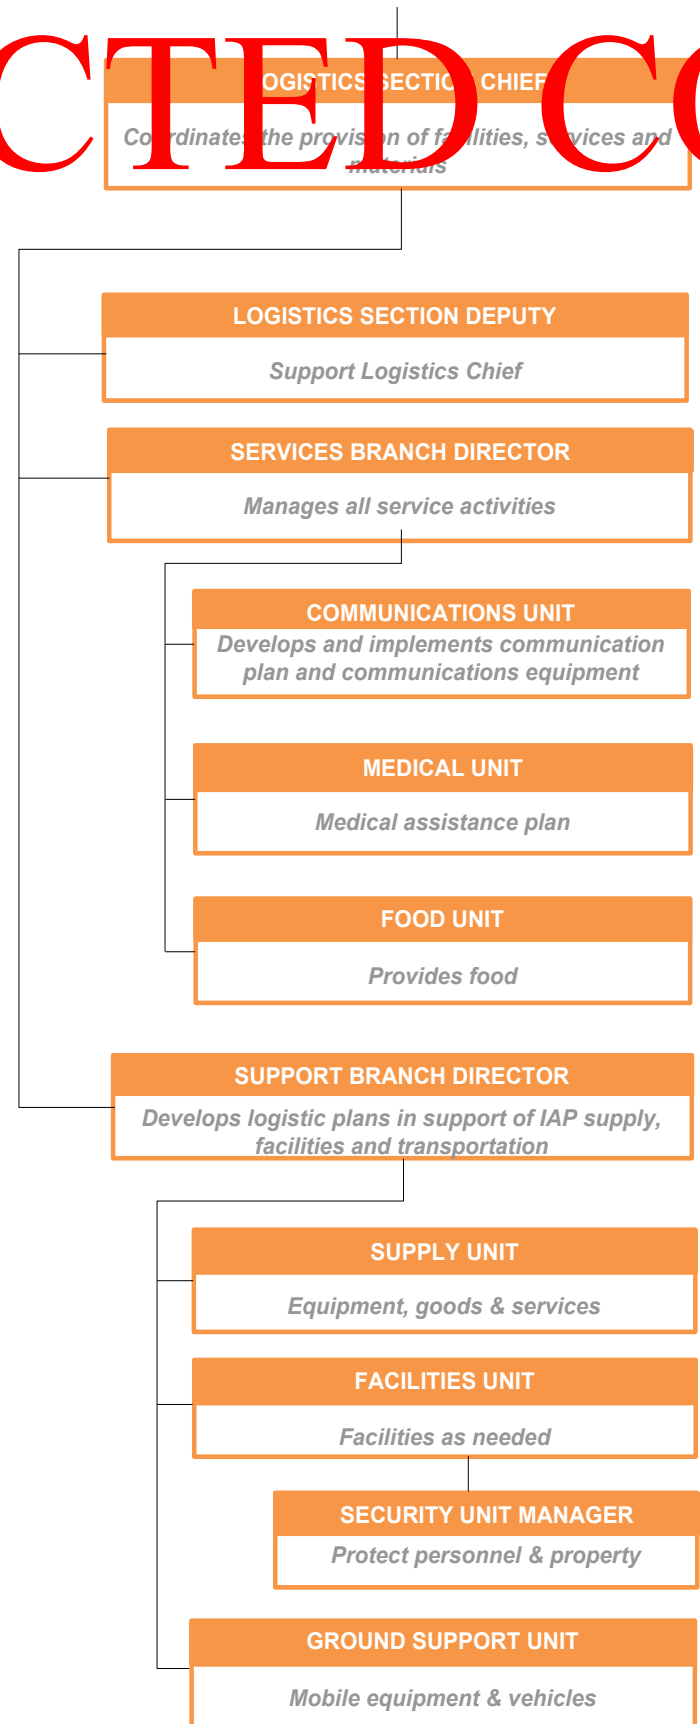 CTED CO
LOGISTICS SECTION CHIEF
Coordinates the provision of facilities, services and
materials
LOGISTICS SECTION DEPUTY
Support Logistics Chief
SERVICES BRANCH DIRECTOR
Manages all service activities
COMMUNICATIONS UNIT
Develops and implements communication
plan and communications equipment
MEDICAL UNIT
Medical assistance plan
FOOD UNIT
Provides food
SUPPORT BRANCH DIRECTOR
Develops logistic plans in support of IAP supply,
facilities and transportation
SUPPLY UNIT
Equipment, goods & services
FACILITIES UNIT
Facilities as needed
SECURITY UNIT MANAGER
Protect personnel & property
GROUND SUPPORT UNIT
Mobile equipment & vehicles